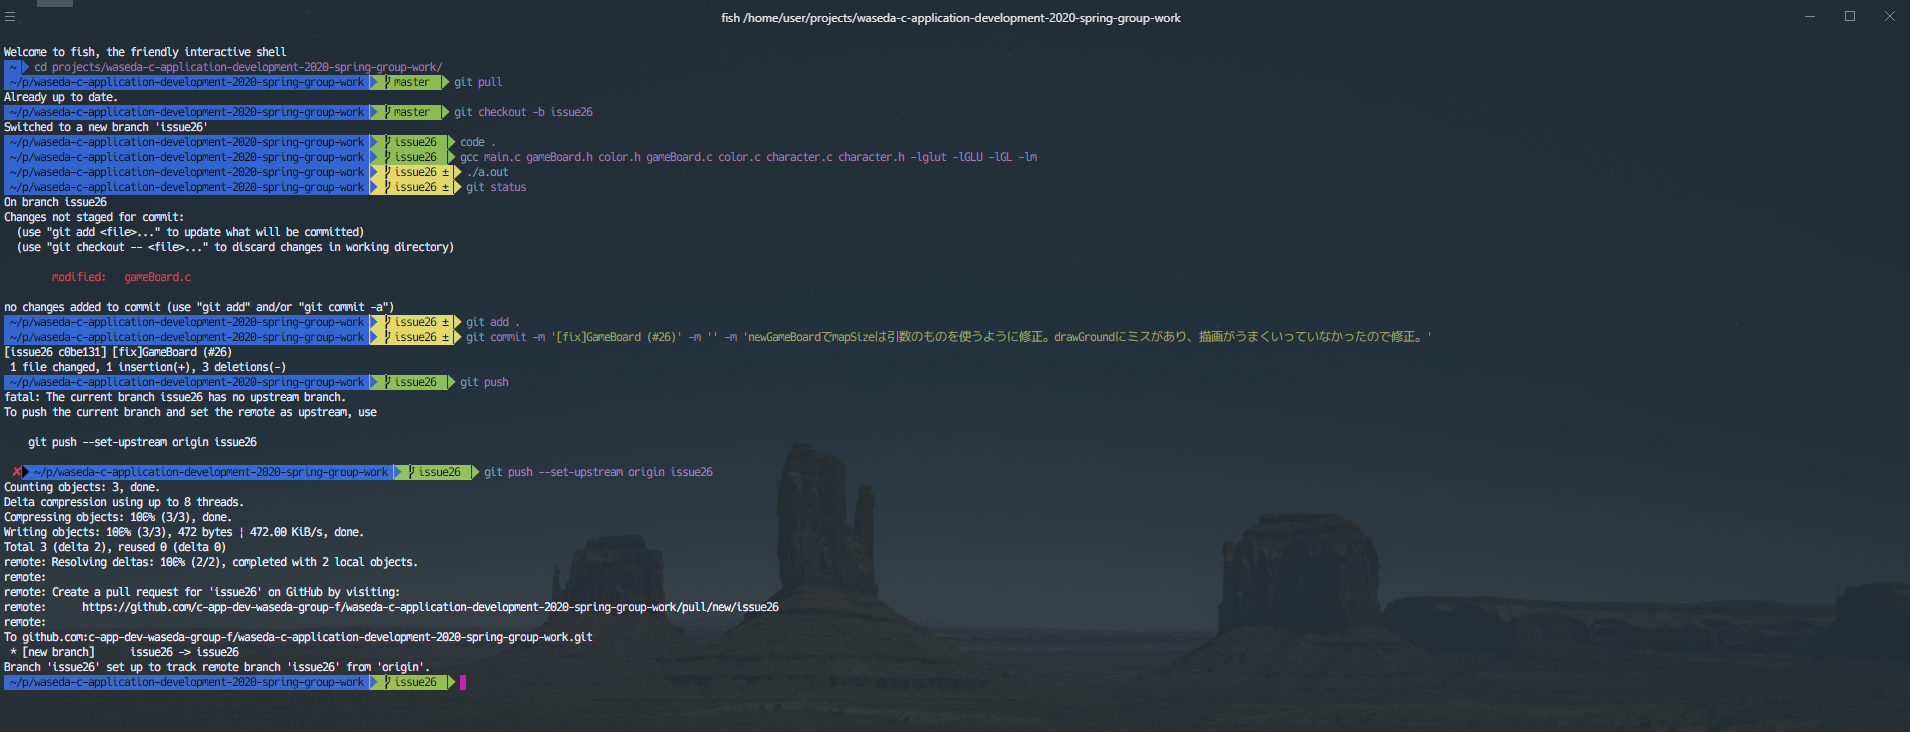 fish /home/user/projects/waseda-c-application-development-2020-spring-group-work
Welcome to fish, the friendly interactive shell
~ cd projects/waseda-c-application-development-2020-spring-group-work/
~/p/waseda-c-application-development-2020-spring-group-work master git pull
Already up to date.
~/p/waseda-c-application-development-2020-spring-group-work master git checkout -b issue26
Switched to a new branch 'issue26'
~/p/waseda-c-application-development-2020-spring-group-work issue26 code .
~/p/waseda-c-application-development-2020-spring-group-work issue26 gcc main.c gameBoard.h color.h gameBoard.c color.c character.c character.h -lglut -lGLU -lGL -lm
~/p/waseda-c-application-development-2020-spring-group-work issue26 ± ./a.out
~/p/waseda-c-application-development-2020-spring-group-work issue26 ± git status
On branch issue26
Changes not staged for commit:
(use "git add <file>..." to update what will be committed)
(use "git checkout -- <file>..." to discard changes in working directory)
modified: gameBoard.c
no changes added to commit (use "git add" and/or "git commit -a")
~/p/waseda-c-application-development-2020-spring-group-work issue26 ± git add .
~/p/waseda-c-application-development-2020-spring-group-work issue26 ± git commit -m '[fix]GameBoard (#26)' -m '' -m 'newGameBoardでmapSizeは引数のものを使うように修正。drawGroundにミスがあり、描画がうまくいっていなかったので修正。'
[issue26 c0be131] [fix]GameBoard (#26)
1 file changed, 1 insertion(+), 3 deletions(-)
~/p/waseda-c-application-development-2020-spring-group-work issue26 git push
fatal: The current branch issue26 has no upstream branch.
To push the current branch and set the remote as upstream, use
git push --set-upstream origin issue26
✘ ~/p/waseda-c-application-development-2020-spring-group-work issue26 git push --set-upstream origin issue26
Counting objects: 3, done.
Delta compression using up to 8 threads.
Compressing objects: 100% (3/3), done.
Writing objects: 100% (3/3), 472 bytes | 472.00 KiB/s, done.
Total 3 (delta 2), reused 0 (delta 0)
remote: Resolving deltas: 100% (2/2), completed with 2 local objects.
remote:
remote: Create a pull request for 'issue26' on GitHub by visiting:
remote: https://github.com/c-app-dev-waseda-group-f/waseda-c-application-development-2020-spring-group-work/pull/new/issue26
remote:
To github.com:c-app-dev-waseda-group-f/waseda-c-application-development-2020-spring-group-work.git
* [new branch] issue26 -> issue26
Branch 'issue26' set up to track remote branch 'issue26' from 'origin'.
~/p/waseda-c-application-development-2020-spring-group-work issue26